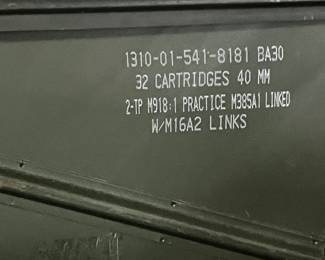 1310-01-541-8181 BA30
32 CARTRIDGES 40 MM
2-TP M918:1 PRACTICE M385A1 LINKED
W/M16A2 LINKS